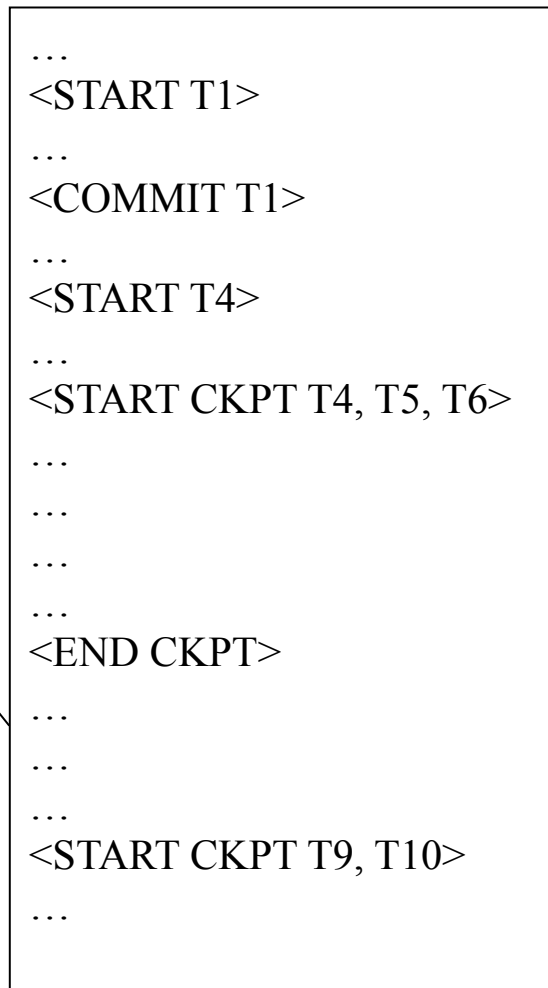 …
<START T1>
…
<COMMIT T1>
…
<START T4>
…
<START CKPT T4, T5, T6>
…
…
…
…
<END CKPT>
…
…
…
<START CKPT T9, T10>
…